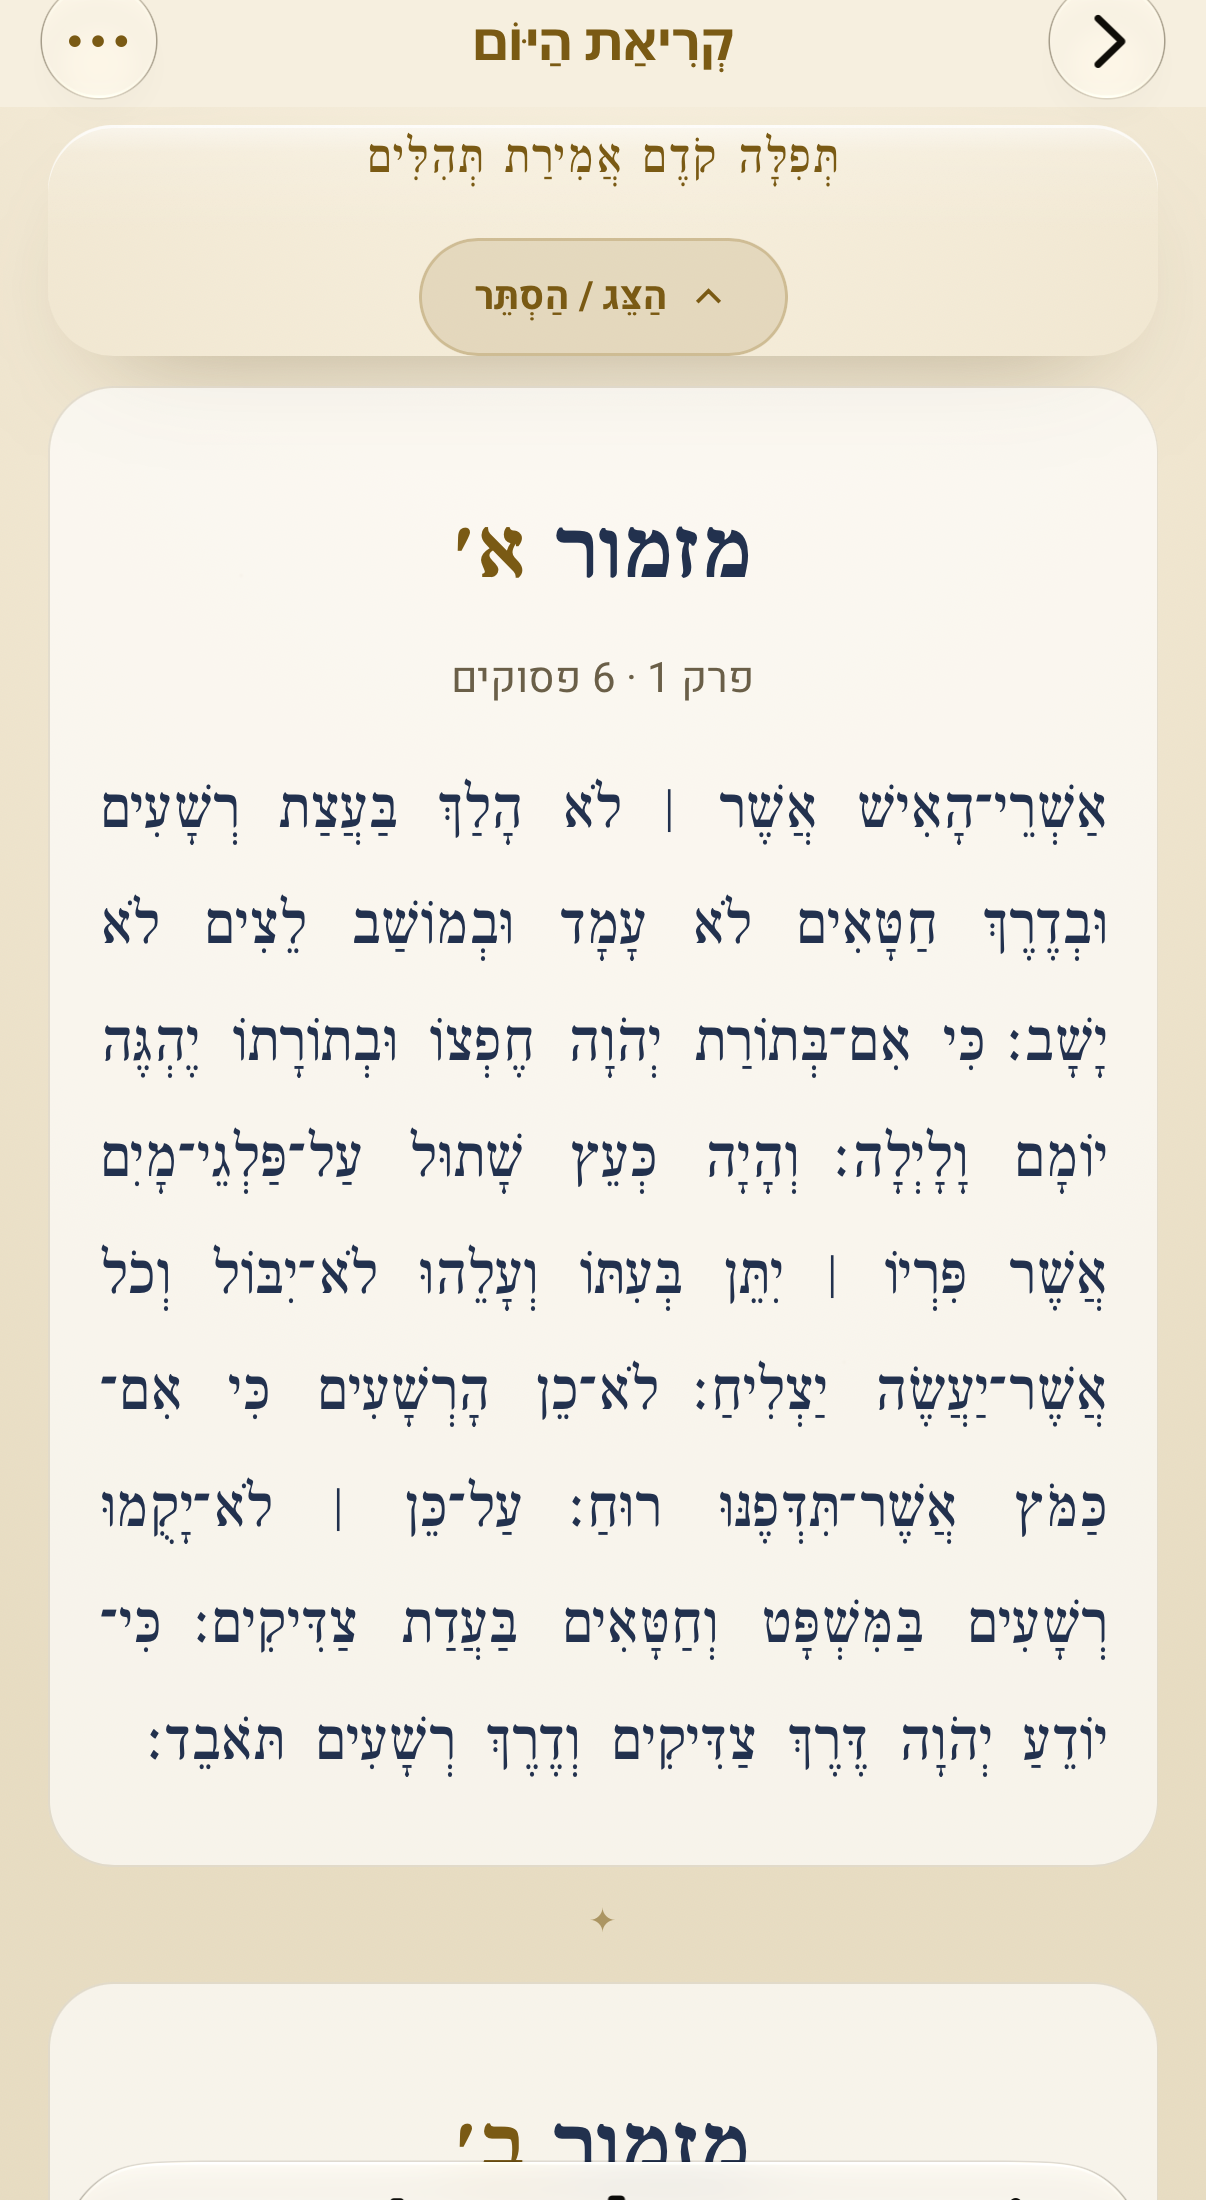 קְרִיאַת הַיּוֹם
תְּפִלָּה קֹדֶם אֲמִירַת תְּהִלִּים
הַצֵּג / הַסְתֵּר
מזמור א׳
פרק 1 · 6 פסוקים
אַשְׁרֵי־הָאִישׁ אֲשֶׁר | לֹא הָלַךְ בַּעֲצַת רְשָׁעִים
וּבְדֶרֶךְ חַטָּאִים לֹא עָמָד וּבְמוֹשַׁב לֵצִים לֹא
יָשָׁב: כִּי אִם־בְּתוֹרַת יְהֹוָה חֶפְצוֹ וּבְתוֹרָתוֹ יֶהְגֶּה
יוֹמָם וָלָיְלָה: וְהָיָה כְּעֵץ שָׁתוּל עַל־פַּלְגֵי־מָיִם
אֲשֶׁר פִּרְיוֹ | יִתֵּן בְּעִתּוֹ וְעָלֵהוּ לֹא־יִבּוֹל וְכֹל
אֲשֶׁר־יַעֲשֶׂה יַצְלִיחַ: לֹא־כֵן הָרְשָׁעִים כִּי אִם־
כַּמֹּץ אֲשֶׁר־תִּדְּפֶנּוּ רוּחַ: עַל־כֵּן | לֹא־יָקֻמוּ
רְשָׁעִים בַּמִּשְׁפָּט וְחַטָּאִים בַּעֲדַת צַדִּיקִים: כִּי־
יוֹדֵעַ יְהֹוָה דֶּרֶךְ צַדִּיקִים וְדֶרֶךְ רְשָׁעִים תֹּאבֵד:
מזמור ב׳